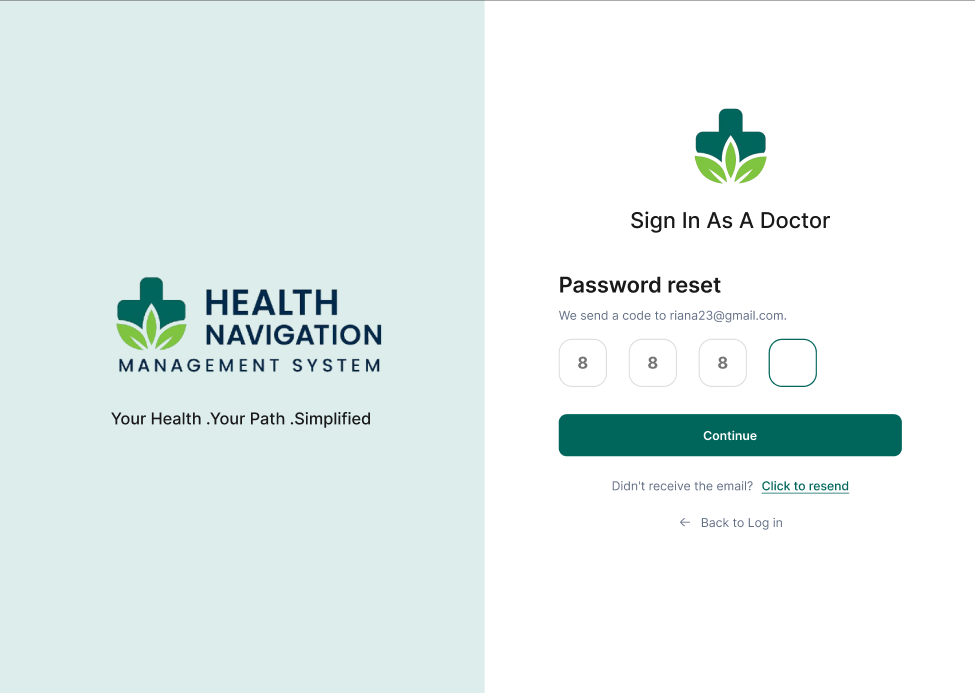 HEALTH
NAVIGATION
MANAGEMENT SYSTEM
Your Health .Your Path .Simplified
Sign In As A Doctor
Password reset
We send a code to riana23@gmail.com.
8 8 8
Continue
Didn't receive the email? Click to resend
← Back to Log in